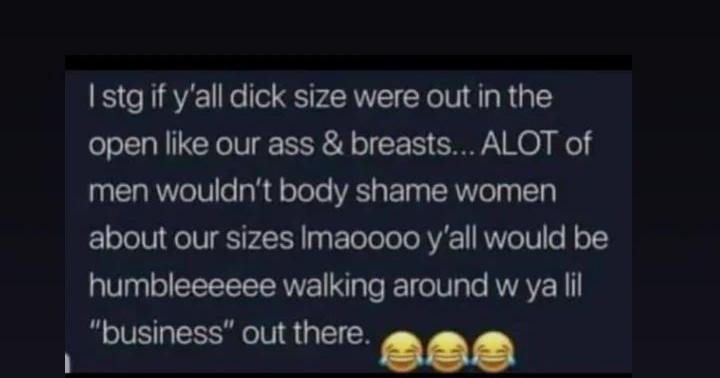 I stg if y'all dick size were out in the
open like our ass & breasts... ALOT of
men wouldn't body shame women
about our sizes lmaoooo y'all would be
humbleeeeee walking around w ya lil
"business" out there. 😂😂😂